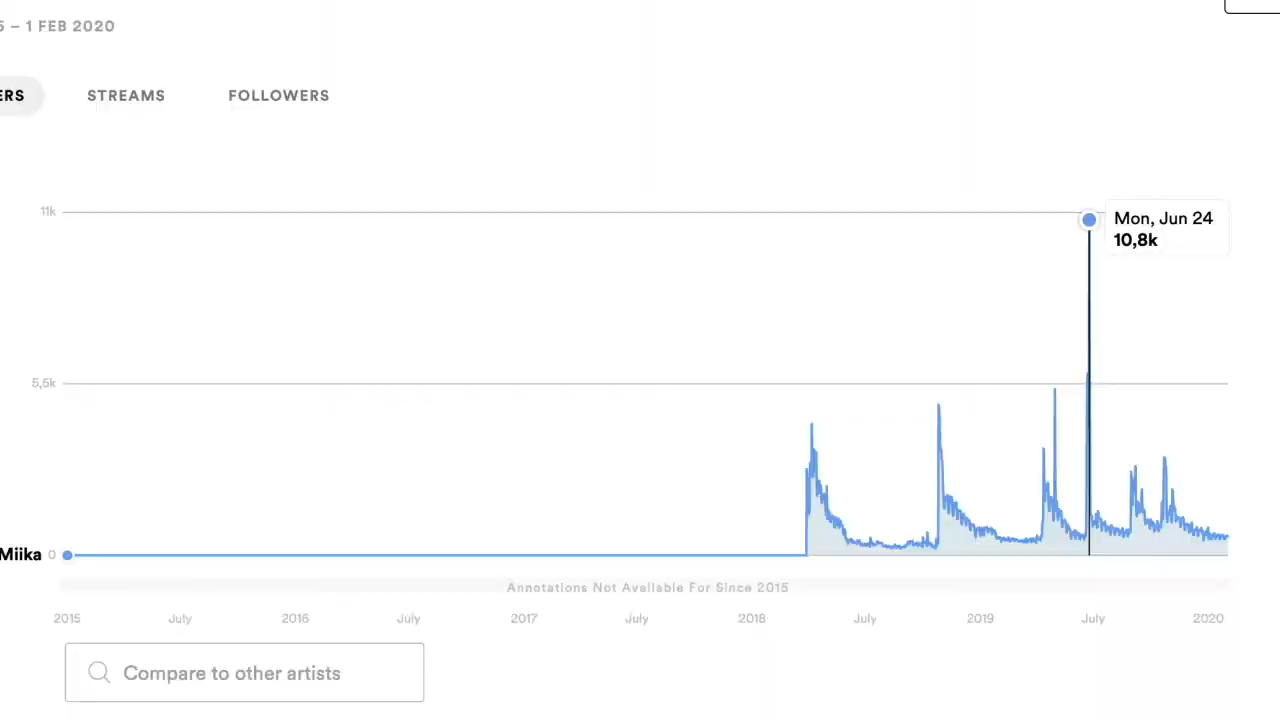 5 – 1 FEB 2020
ERS STREAMS FOLLOWERS
11k
Mon, Jun 24
10,8k
5,5k
Miika 0
Annotations Not Available For Since 2015
2015 July 2016 July 2017 July 2018 July 2019 July 2020
Compare to other artists